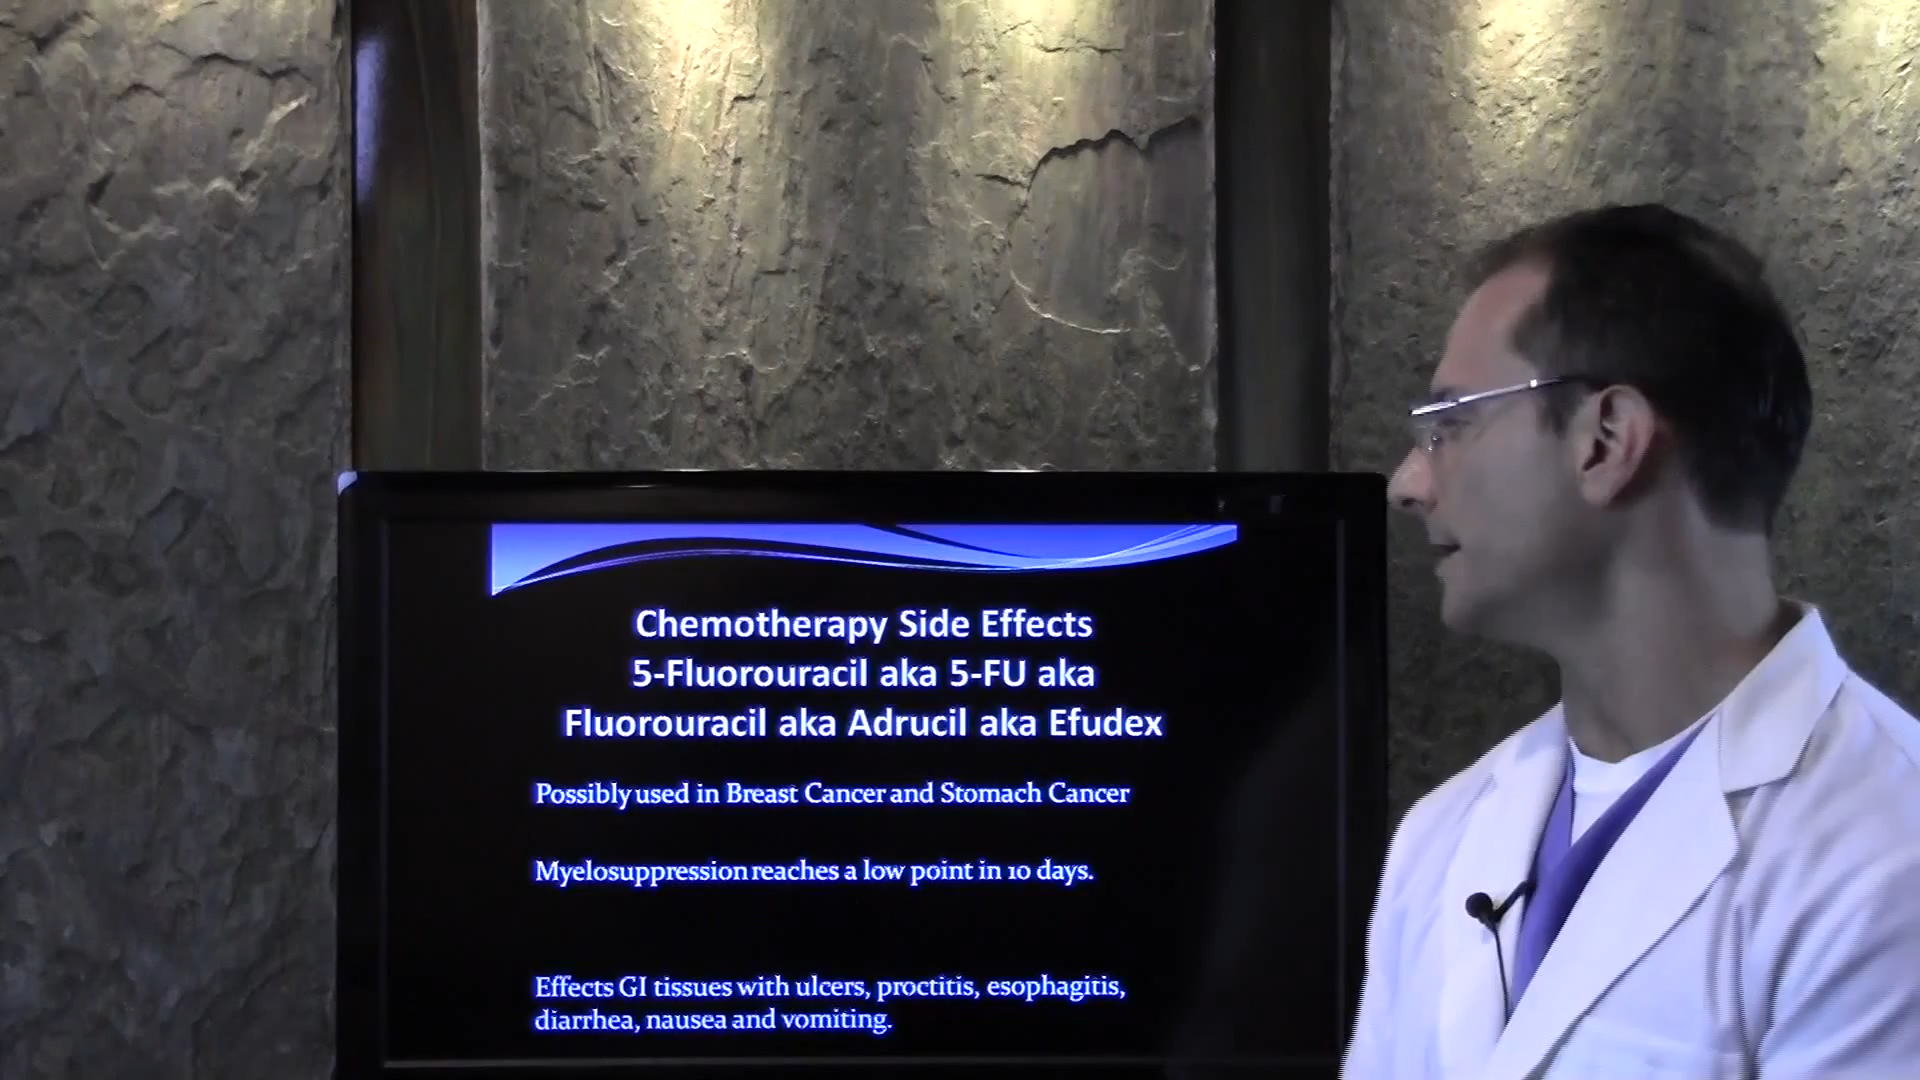 Chemotherapy Side Effects
5-Fluorouracil aka 5-FU aka
Fluorouracil aka Adrucil aka Efudex
Possibly used in Breast Cancer and Stomach Cancer
Myelosuppression reaches a low point in 10 days.
Effects GI tissues with ulcers, proctitis, esophagitis,
diarrhea, nausea and vomiting.